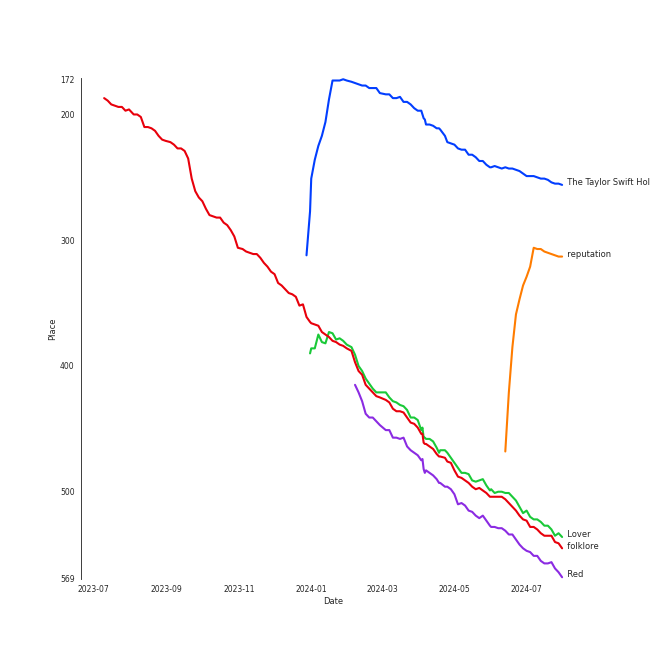 172
200
300
400
500
569
Place
2023-07
2023-09
2023-11
2024-01
2024-03
2024-05
2024-07
Date
The Taylor Swift Hol
reputation
Lover
folklore
Red